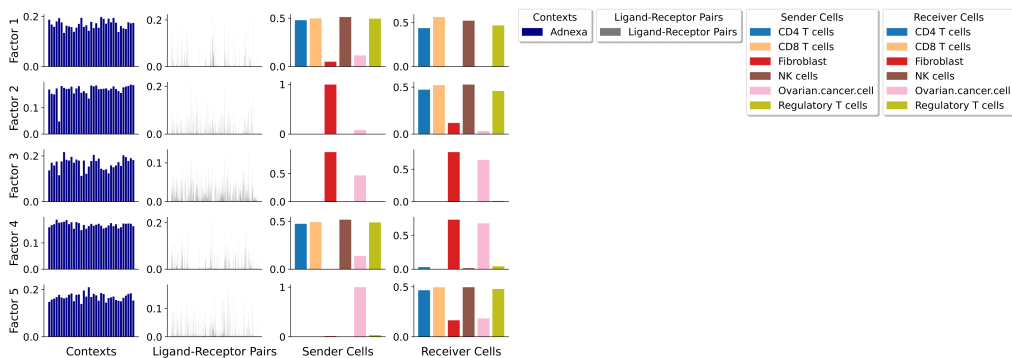 Factor 1
0.2
0.1
0.0
0.2
0.0
0.5
0.0
0.5
0.0
Contexts
Adnexa
Ligand-Receptor Pairs
Ligand-Receptor Pairs
Sender Cells
CD4 T cells
CD8 T cells
Fibroblast
NK cells
Ovarian.cancer.cell
Regulatory T cells
Receiver Cells
CD4 T cells
CD8 T cells
Fibroblast
NK cells
Ovarian.cancer.cell
Regulatory T cells
Factor 2
0.1
0.0
0.2
0.0
1
0
0.5
0.0
Factor 3
0.2
0.0
0.1
0.0
0.5
0.0
0.5
0.0
Factor 4
0.1
0.0
0.2
0.0
0.5
0.0
0.5
0.0
Factor 5
0.2
0.0
0.1
0.0
1
0
0.5
0.0
Contexts
Ligand-Receptor Pairs
Sender Cells
Receiver Cells